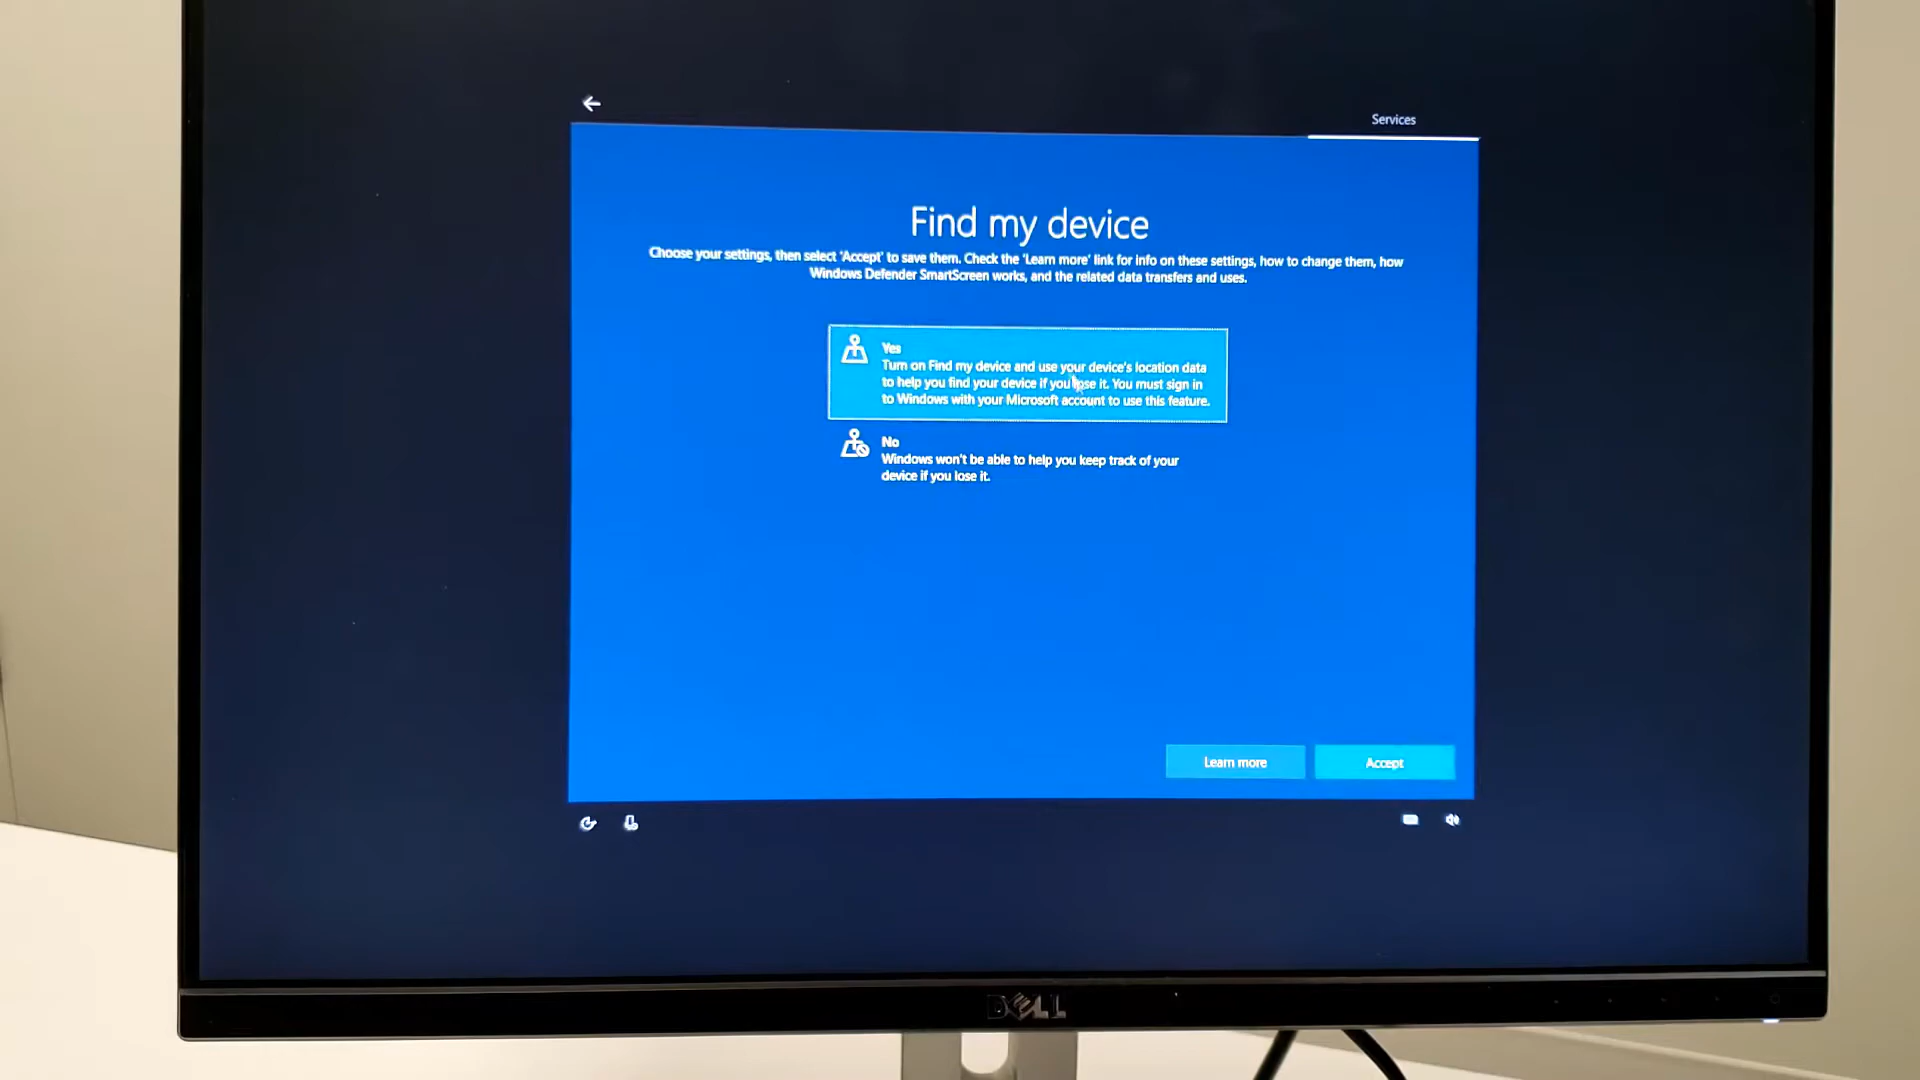 Services
Find my device
Choose your settings, then select 'Accept' to save them. Check the 'Learn more' link for info on these settings, how to change them, how
Windows Defender SmartScreen works, and the related data transfers and uses.
Yes
Turn on Find my device and use your device's location data
to help you find your device if you lose it. You must sign in
to Windows with your Microsoft account to use this feature.
No
Windows won't be able to help you keep track of your
device if you lose it.
Learn more
Accept
DELL